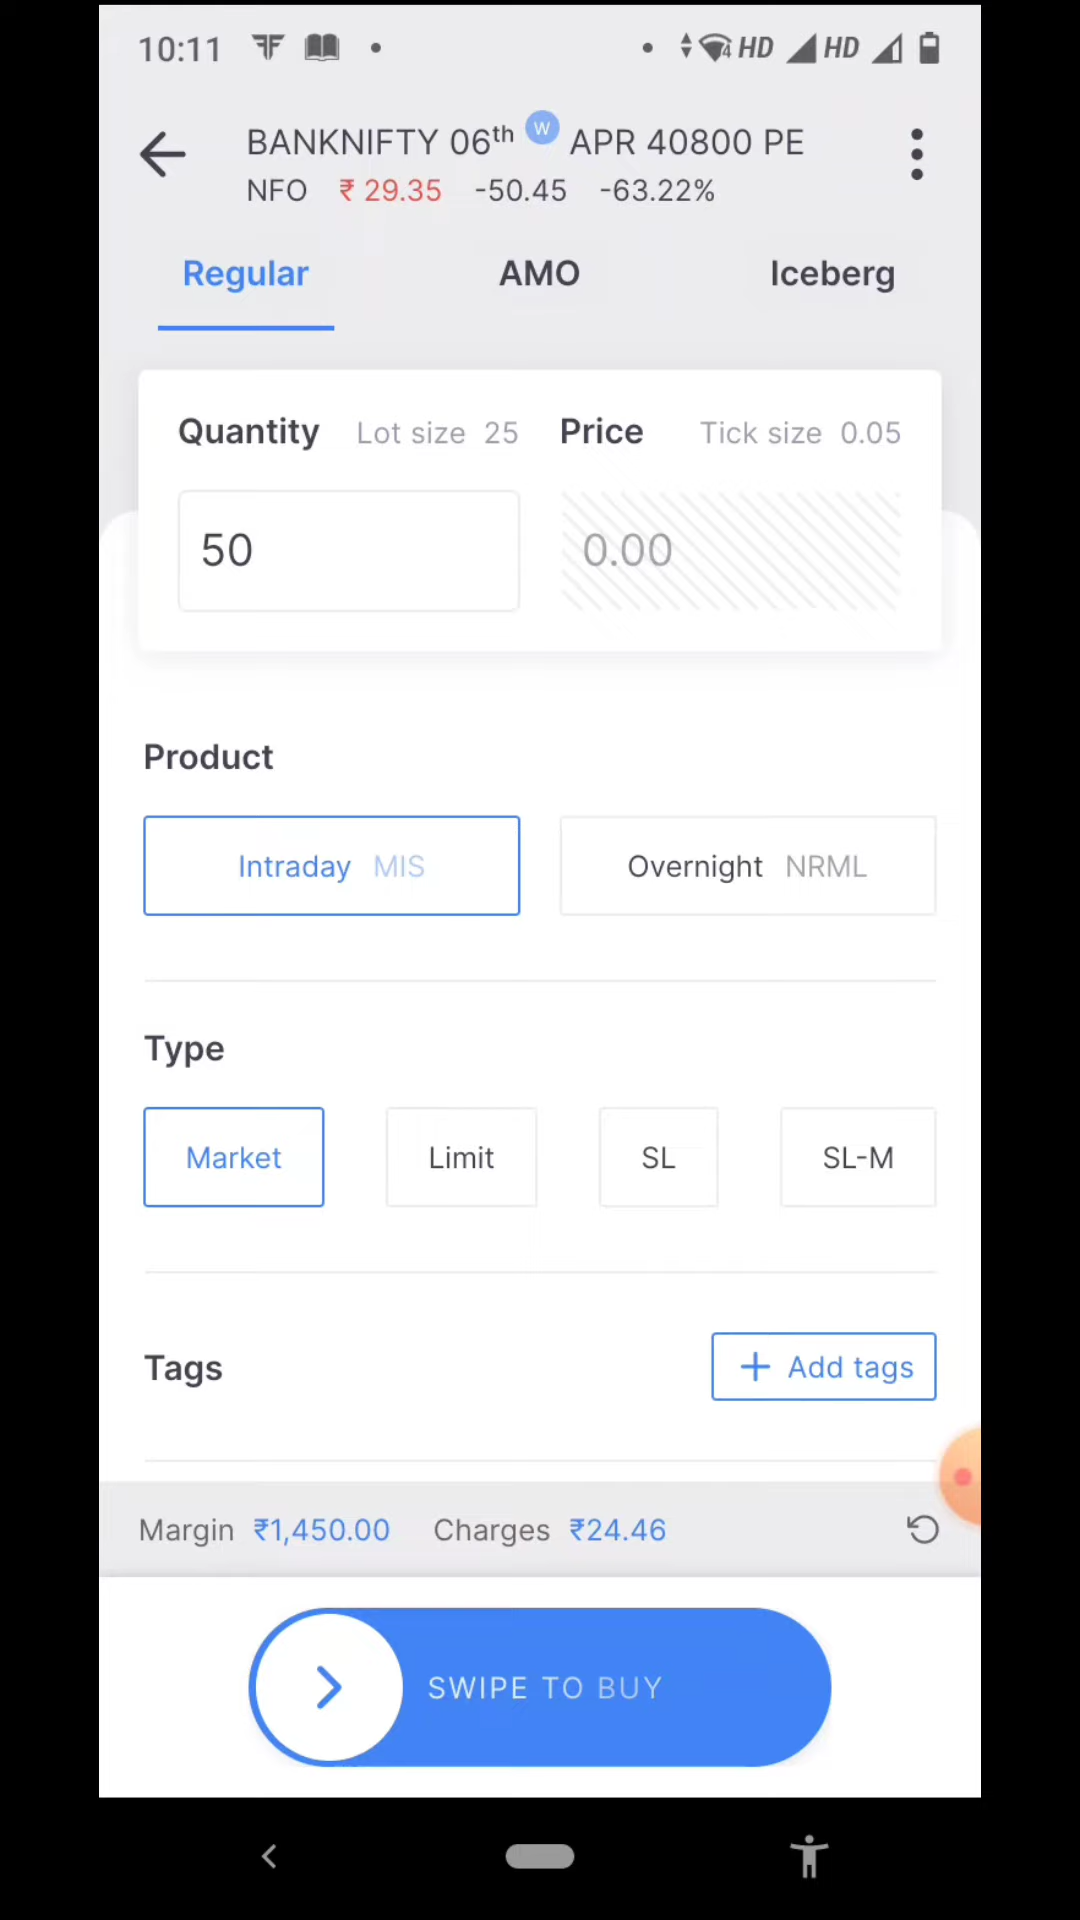 10:11 HD HD
BANKNIFTY 06th W APR 40800 PE
NFO ₹ 29.35 -50.45 -63.22%
Regular AMO Iceberg
Quantity Lot size 25 Price Tick size 0.05
50 0.00
Product
Intraday MIS Overnight NRML
Type
Market Limit SL SL-M
Tags + Add tags
Margin ₹1,450.00 Charges ₹24.46
SWIPE TO BUY